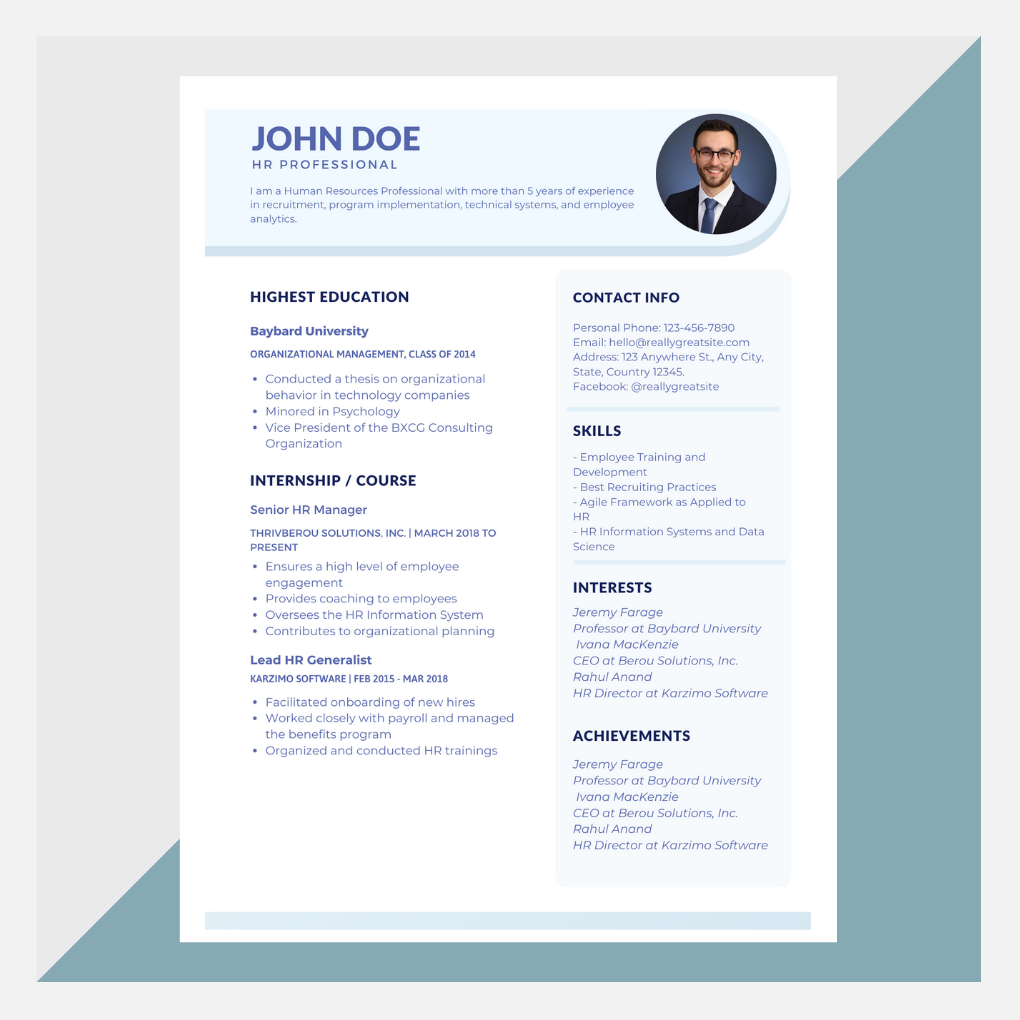 JOHN DOE
HR PROFESSIONAL
I am a Human Resources Professional with more than 5 years of experience
in recruitment, program implementation, technical systems, and employee
analytics.
HIGHEST EDUCATION
Baybard University
ORGANIZATIONAL MANAGEMENT, CLASS OF 2014
• Conducted a thesis on organizational
behavior in technology companies
• Minored in Psychology
• Vice President of the BXCG Consulting
Organization
INTERNSHIP / COURSE
Senior HR Manager
THRIVBEROU SOLUTIONS, INC. | MARCH 2018 TO
PRESENT
• Ensures a high level of employee
engagement
• Provides coaching to employees
• Oversees the HR Information System
• Contributes to organizational planning
Lead HR Generalist
KARZIMO SOFTWARE | FEB 2015 - MAR 2018
• Facilitated onboarding of new hires
• Worked closely with payroll and managed
the benefits program
• Organized and conducted HR trainings
CONTACT INFO
Personal Phone: 123-456-7890
Email: hello@reallygreatsite.com
Address: 123 Anywhere St., Any City,
State, Country 12345.
Facebook: @reallygreatsite
SKILLS
- Employee Training and
Development
- Best Recruiting Practices
- Agile Framework as Applied to
HR
- HR Information Systems and Data
Science
INTERESTS
Jeremy Farage
Professor at Baybard University
Ivana MacKenzie
CEO at Berou Solutions, Inc.
Rahul Anand
HR Director at Karzimo Software
ACHIEVEMENTS
Jeremy Farage
Professor at Baybard University
Ivana MacKenzie
CEO at Berou Solutions, Inc.
Rahul Anand
HR Director at Karzimo Software